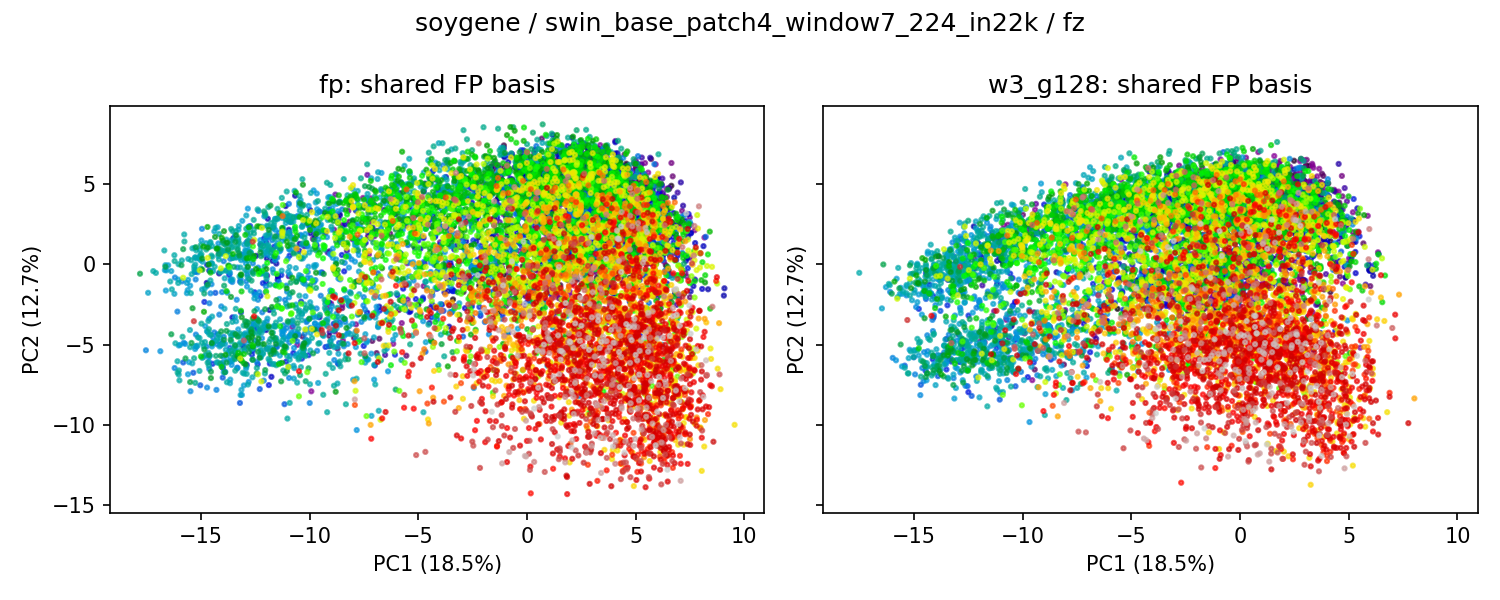 soygene / swin_base_patch4_window7_224_in22k / fz
fp: shared FP basis
w3_g128: shared FP basis
PC2 (12.7%)
5
0
−5
−10
−15
−15
−10
−5
0
5
10
PC1 (18.5%)
PC2 (12.7%)
−15
−10
−5
0
5
10
PC1 (18.5%)